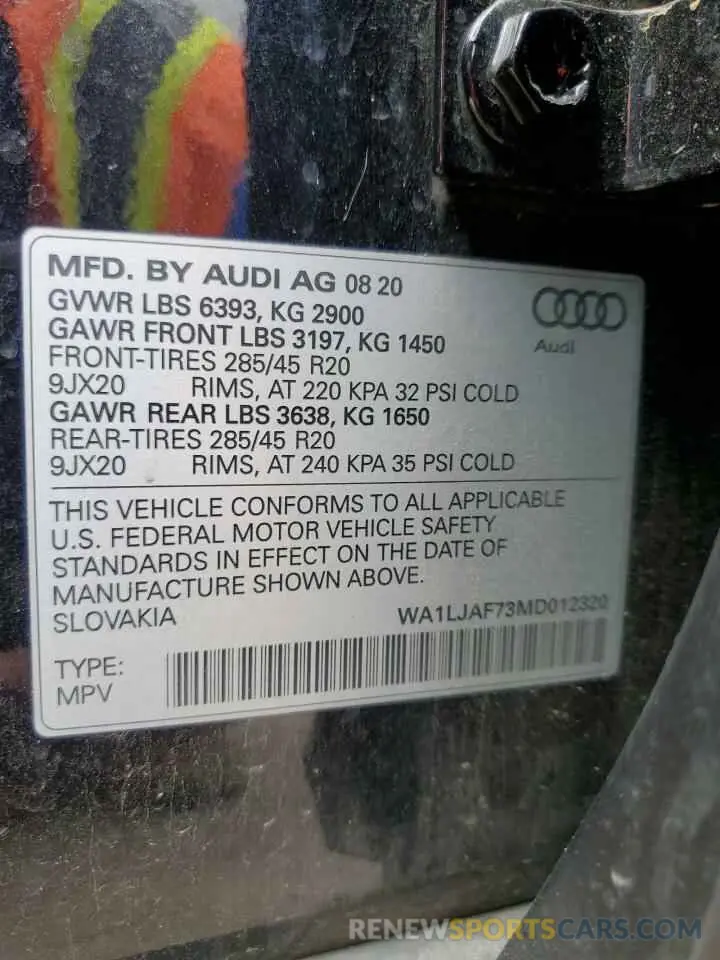 MFD. BY AUDI AG 08 20
GVWR LBS 6393, KG 2900
GAWR FRONT LBS 3197, KG 1450
FRONT-TIRES 285/45 R20
9JX20 RIMS, AT 220 KPA 32 PSI COLD
GAWR REAR LBS 3638, KG 1650
REAR-TIRES 285/45 R20
9JX20 RIMS, AT 240 KPA 35 PSI COLD
Audi
THIS VEHICLE CONFORMS TO ALL APPLICABLE
U.S. FEDERAL MOTOR VEHICLE SAFETY
STANDARDS IN EFFECT ON THE DATE OF
MANUFACTURE SHOWN ABOVE.
SLOVAKIA WA1LJAF73MD012320
TYPE:
MPV
RENEWSPORTSCARS.COM